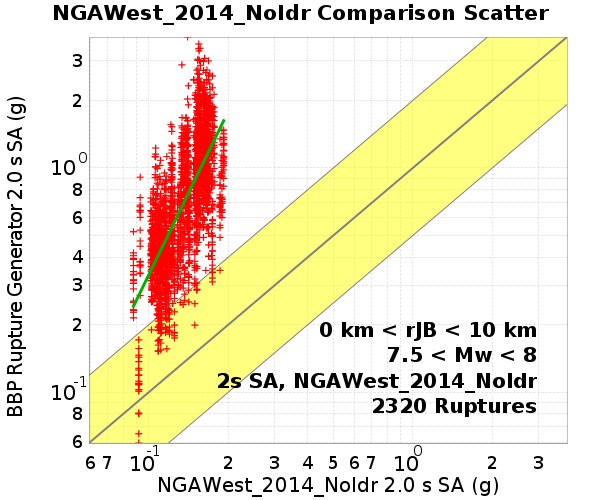 NGAWest_2014_NoIdr Comparison Scatter
BBP Rupture Generator 2.0 s SA (g)
3
2
10^0
8
6
4
3
2
10^-1
8
6
0 km < rJB < 10 km
7.5 < Mw < 8
2s SA, NGAWest_2014_NoIdr
2320 Ruptures
6 7 10^-1 2 3 4 5 6 7 10^0 2 3
NGAWest_2014_NoIdr 2.0 s SA (g)